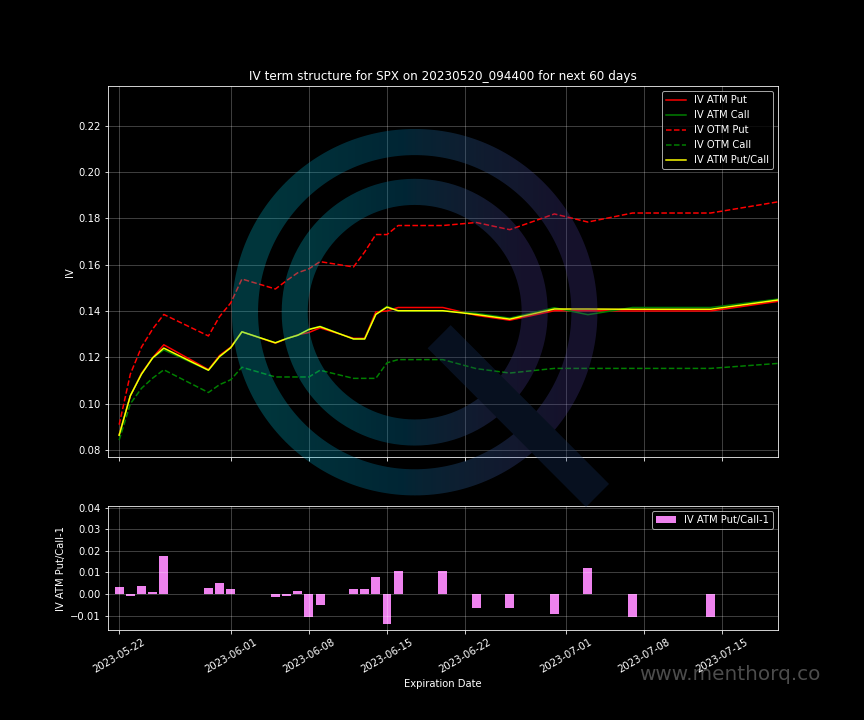 IV term structure for SPX on 20230520_094400 for next 60 days
IV ATM Put
IV ATM Call
IV OTM Put
IV OTM Call
IV ATM Put/Call
0.22
0.20
0.18
0.16
0.14
0.12
0.10
0.08
IV
IV ATM Put/Call-1
0.04
0.03
0.02
0.01
0.00
−0.01
IV ATM Put/Call-1
2023-05-22
2023-06-01
2023-06-08
2023-06-15
2023-06-22
2023-07-01
2023-07-08
2023-07-15
www.menthorq.co
Expiration Date